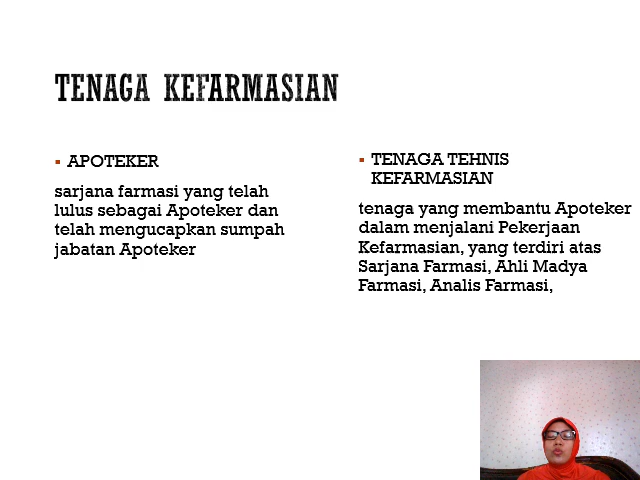 TENAGA KEFARMASIAN
▪ APOTEKER
sarjana farmasi yang telah
lulus sebagai Apoteker dan
telah mengucapkan sumpah
jabatan Apoteker
▪ TENAGA TEHNIS
KEFARMASIAN
tenaga yang membantu Apoteker
dalam menjalani Pekerjaan
Kefarmasian, yang terdiri atas
Sarjana Farmasi, Ahli Madya
Farmasi, Analis Farmasi,